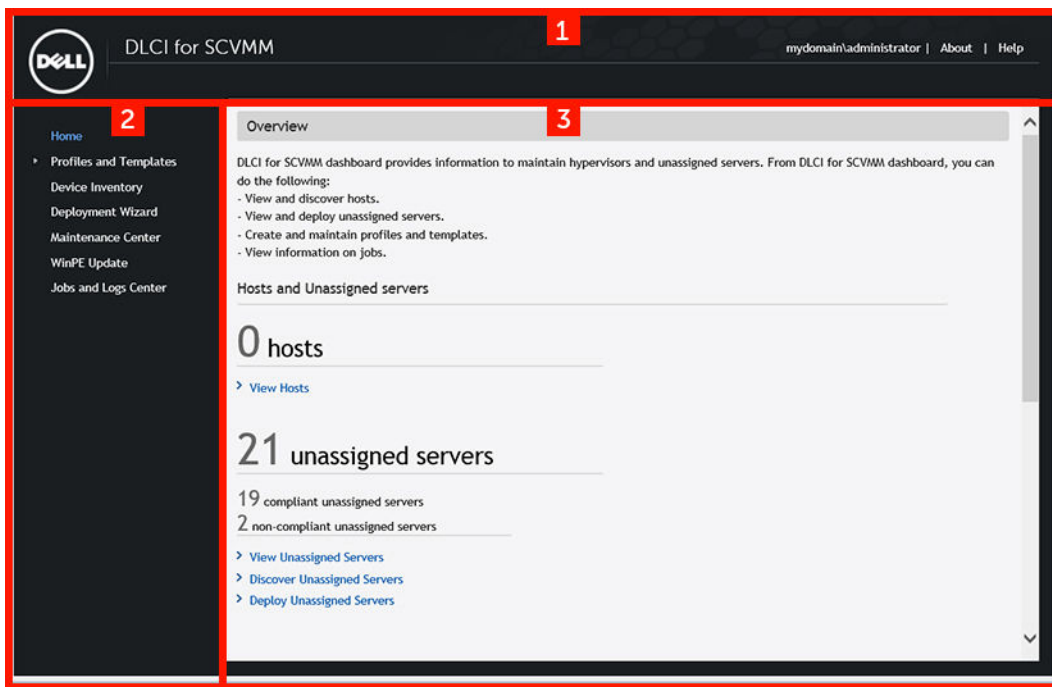 1
DELL
DLCI for SCVMM
mydomain\administrator | About | Help
2
Home
Profiles and Templates
Device Inventory
Deployment Wizard
Maintenance Center
WinPE Update
Jobs and Logs Center
3
Overview
DLCI for SCVMM dashboard provides information to maintain hypervisors and unassigned servers. From DLCI for SCVMM dashboard, you can
do the following:
- View and discover hosts.
- View and deploy unassigned servers.
- Create and maintain profiles and templates.
- View information on jobs.
Hosts and Unassigned servers
0 hosts
View Hosts
21 unassigned servers
19 compliant unassigned servers
2 non-compliant unassigned servers
View Unassigned Servers
Discover Unassigned Servers
Deploy Unassigned Servers